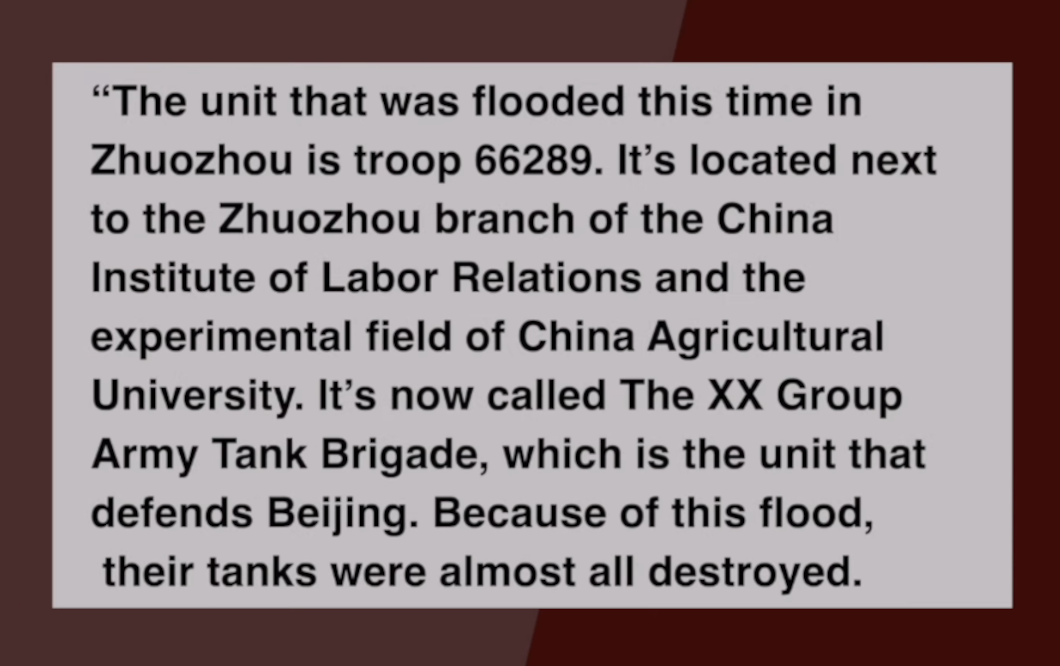 “The unit that was flooded this time in
Zhuozhou is troop 66289. It’s located next
to the Zhuozhou branch of the China
Institute of Labor Relations and the
experimental field of China Agricultural
University. It’s now called The XX Group
Army Tank Brigade, which is the unit that
defends Beijing. Because of this flood,
their tanks were almost all destroyed.